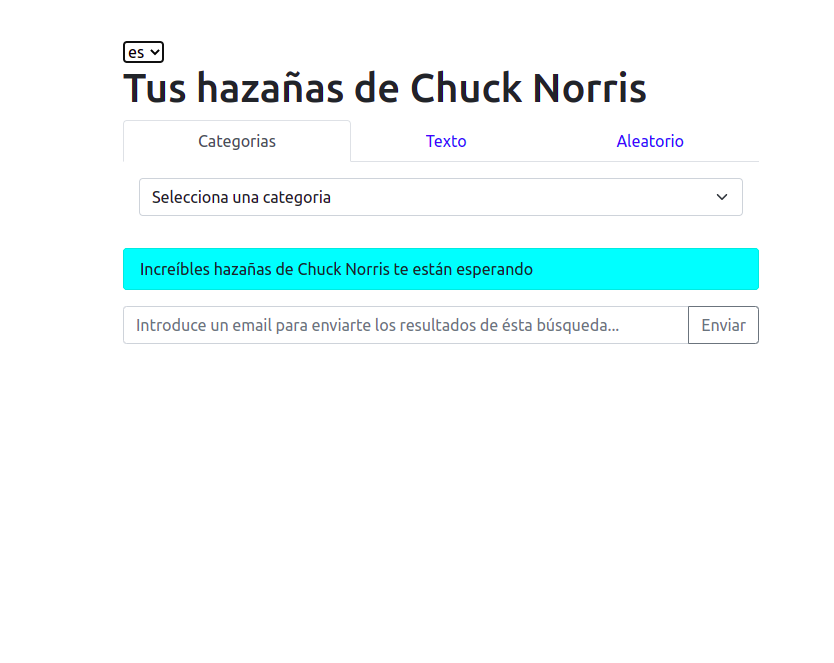 es
Tus hazañas de Chuck Norris
Categorias Texto Aleatorio
Selecciona una categoria
Increíbles hazañas de Chuck Norris te están esperando
Introduce un email para enviarte los resultados de ésta búsqueda... Enviar